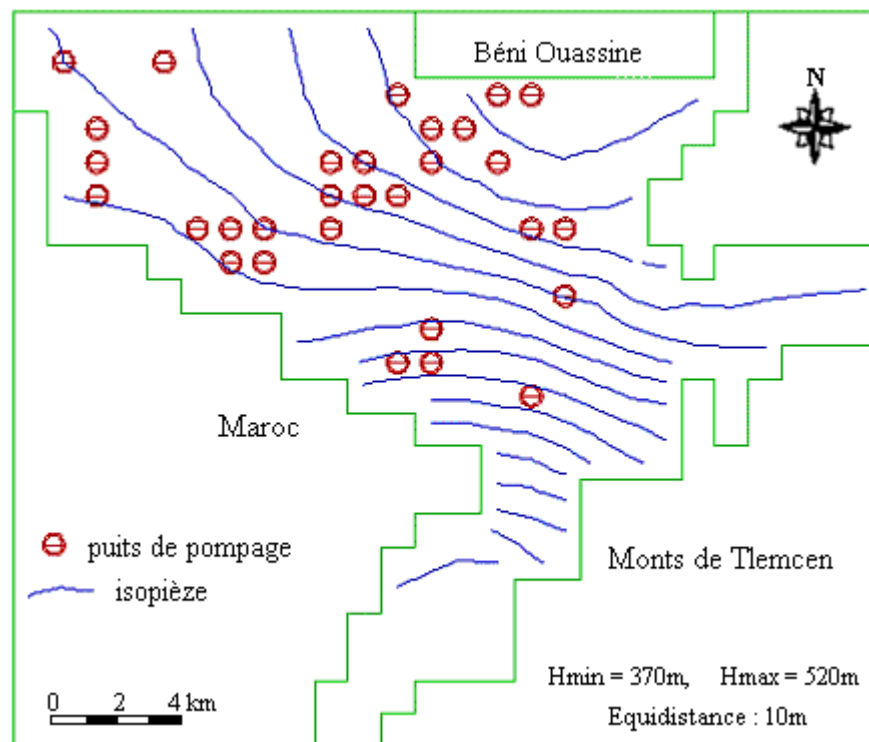 Béni Ouassine
N
Maroc
puits de pompage
isopièze
Monts de Tlemcen
0 2 4 km
Hmin = 370m, Hmax = 520m
Equidistance : 10m